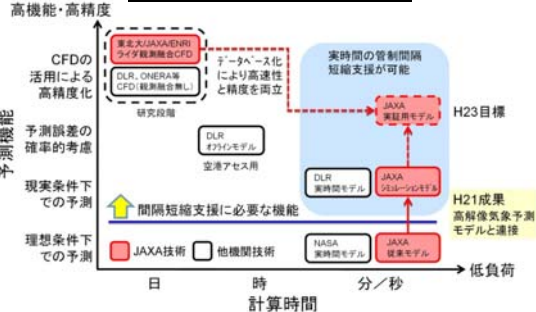 高機能・高精度
予測機能
CFDの
活用による
高精度化
予測誤差の
確率的考慮
現実条件下
での予測
理想条件下
での予測
東北大/JAXA/ENRI
ライダ観測融合CFD
DLR, ONERA等
CFD(観測融合無し)
研究段階
データベース化
により高速性
と精度を両立
実時間の管制間隔
短縮支援が可能
JAXA
実証用モデル
H23目標
DLR
オフラインモデル
空港アセス用
DLR
実時間モデル
JAXA
シミュレーションモデル
H21成果
高解像気象予測
モデルと連接
間隔短縮支援に必要な機能
JAXA技術
他機関技術
NASA
実時間モデル
JAXA
従来モデル
低負荷
日
時
分/秒
計算時間